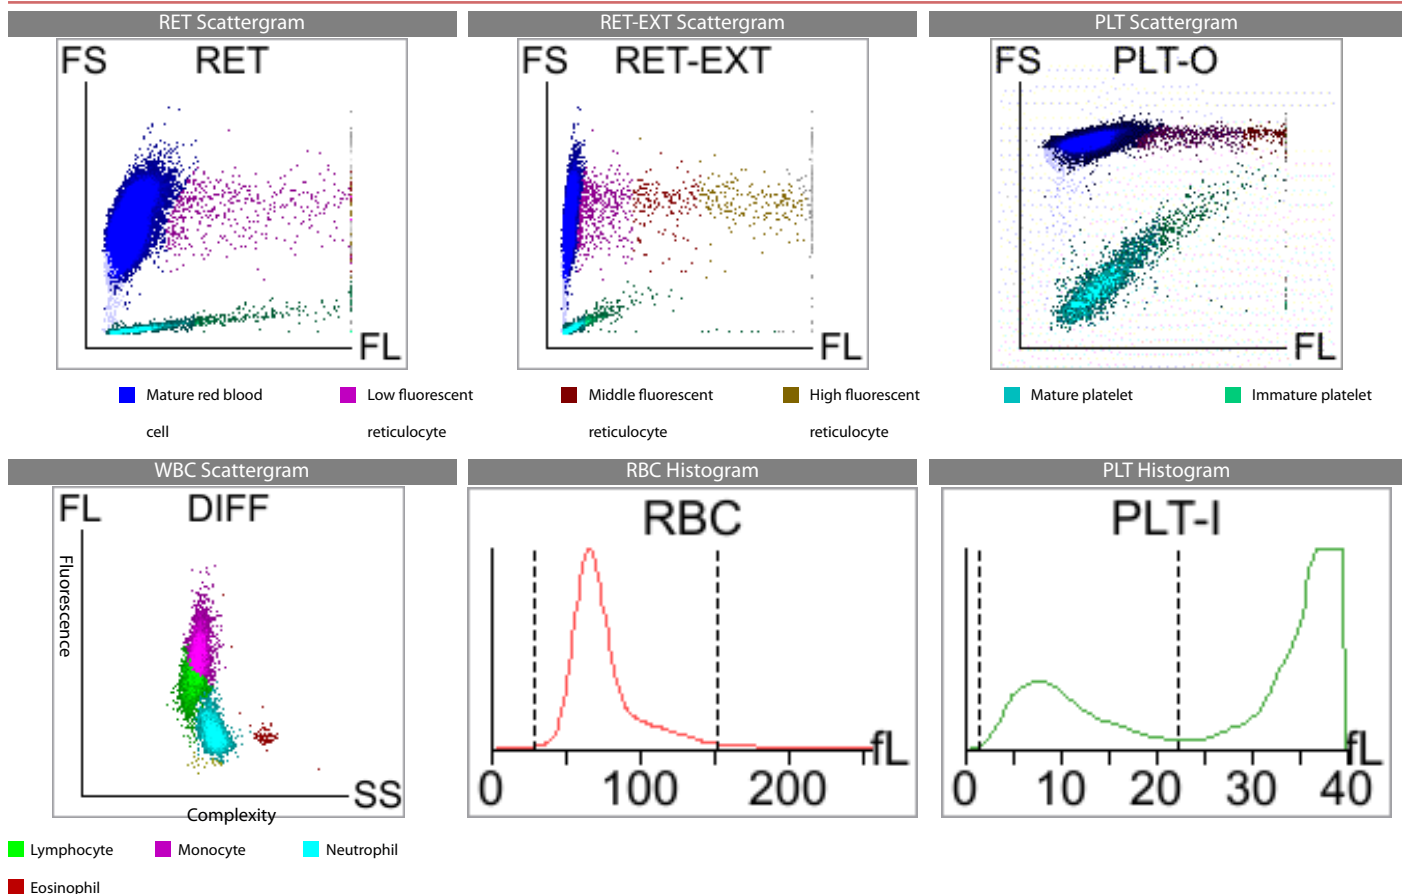 RET Scattergram
RET-EXT Scattergram
PLT Scattergram
FS RET
FL
FS RET-EXT
FL
FS PLT-O
FL
Mature red blood cell
Low fluorescent reticulocyte
Middle fluorescent reticulocyte
High fluorescent reticulocyte
Mature platelet
Immature platelet
WBC Scattergram
RBC Histogram
PLT Histogram
FL DIFF
Fluorescence
SS
Complexity
RBC
fL
0 100 200
PLT-I
fL
0 10 20 30 40
Lymphocyte
Monocyte
Neutrophil
Eosinophil